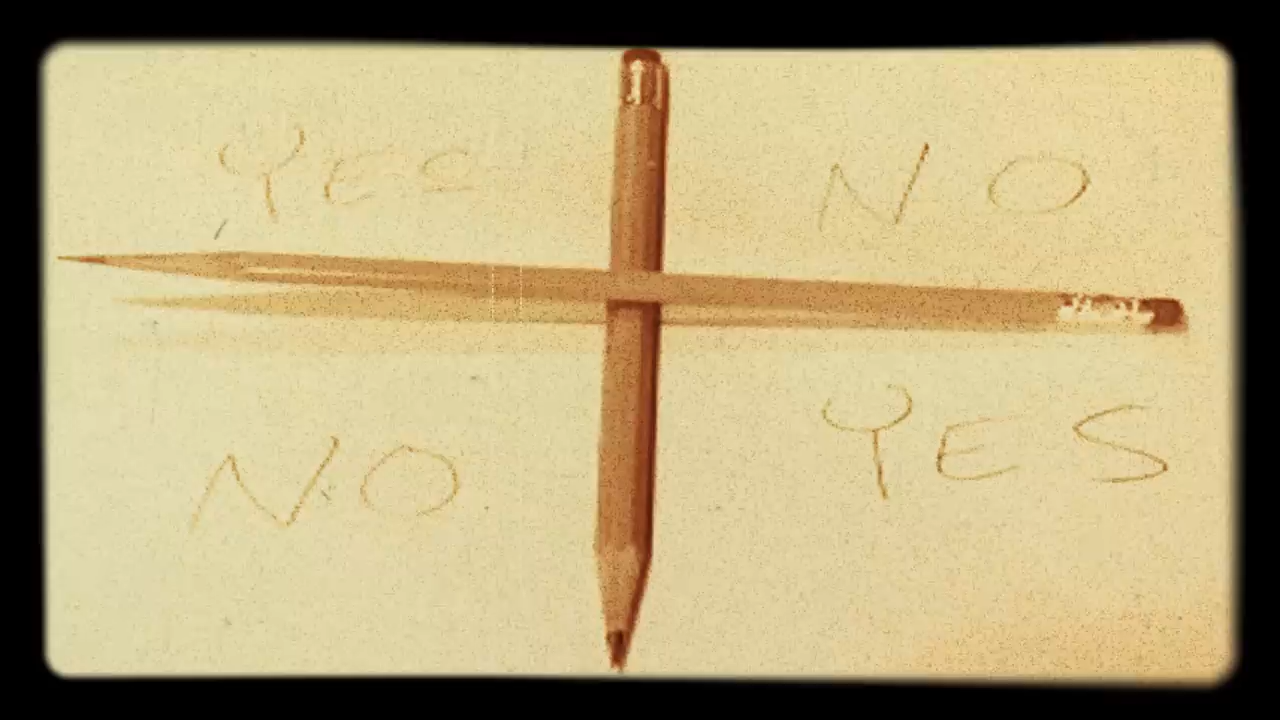 YES NO
NO YES